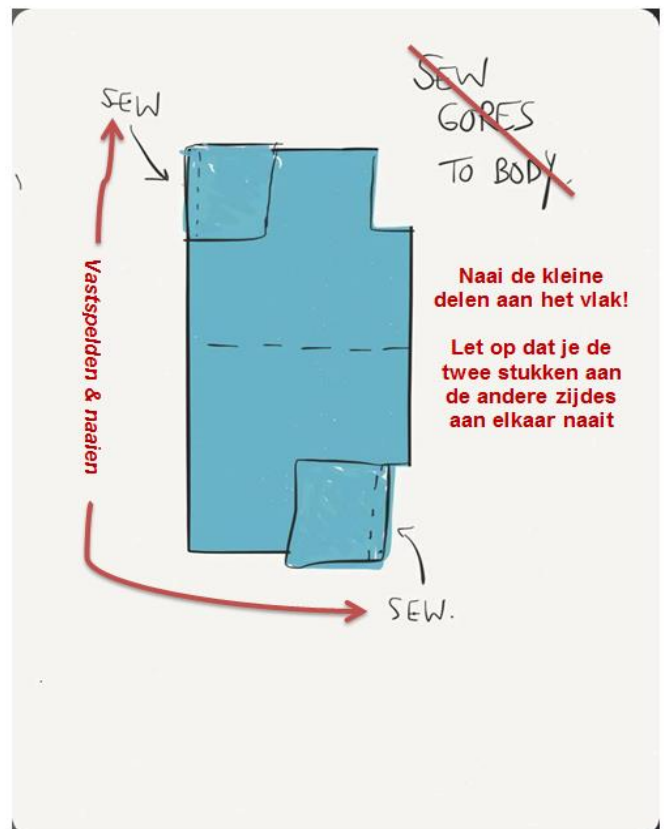 SEW
SEW
GORES
TO BODY.
Vastspelden & naaien
Naai de kleine
delen aan het vlak!
Let op dat je de
twee stukken aan
de andere zijdes
aan elkaar naait
SEW.